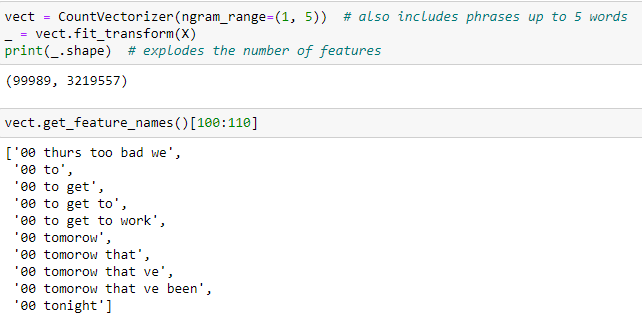 vect = CountVectorizer(ngram_range=(1, 5))  # also includes phrases up to 5 words
_ = vect.fit_transform(X)
print(_.shape)  # explodes the number of features
(99989, 3219557)
vect.get_feature_names()[100:110]
['00 thurs too bad we',
 '00 to',
 '00 to get',
 '00 to get to',
 '00 to get to work',
 '00 tomorow',
 '00 tomorow that',
 '00 tomorow that ve',
 '00 tomorow that ve been',
 '00 tonight']